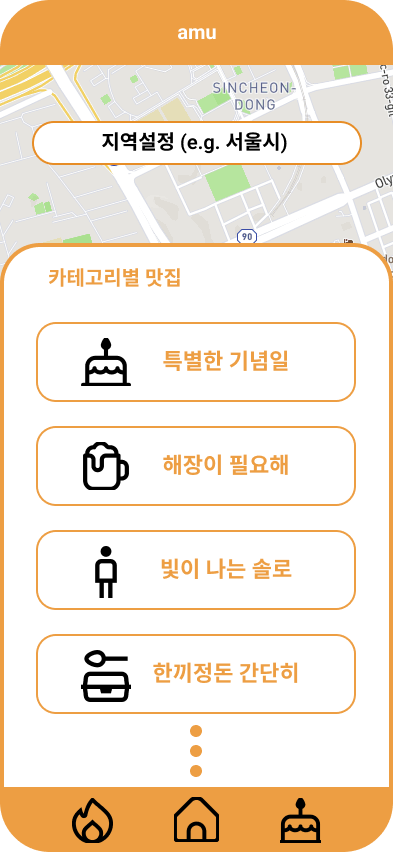 amu
SINCHEON-
DONG
c-ro 33-gil
지역설정 (e.g. 서울시)
Oly
90
do
카테고리별 맛집
특별한 기념일
해장이 필요해
빛이 나는 솔로
한끼정돈 간단히